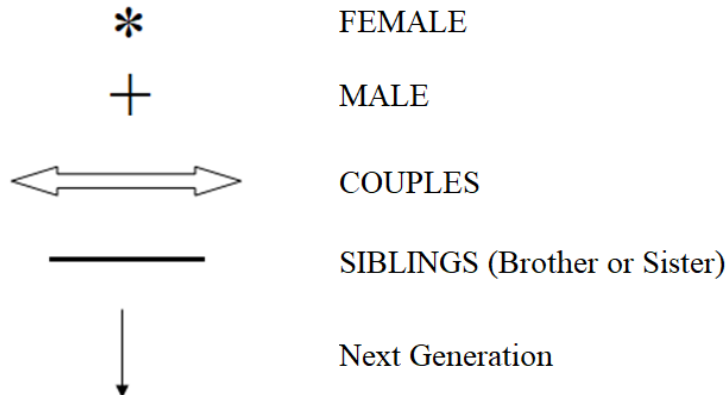 * FEMALE
+ MALE
COUPLES
SIBLINGS (Brother or Sister)
Next Generation